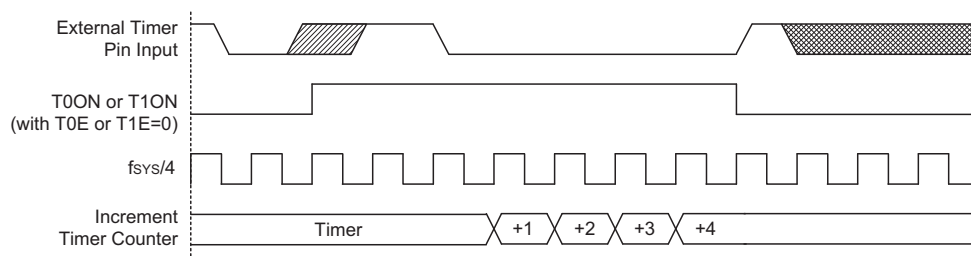 External Timer
Pin Input
T0ON or T1ON
(with T0E or T1E=0)
fSYS/4
Increment
Timer Counter
Timer
+1
+2
+3
+4